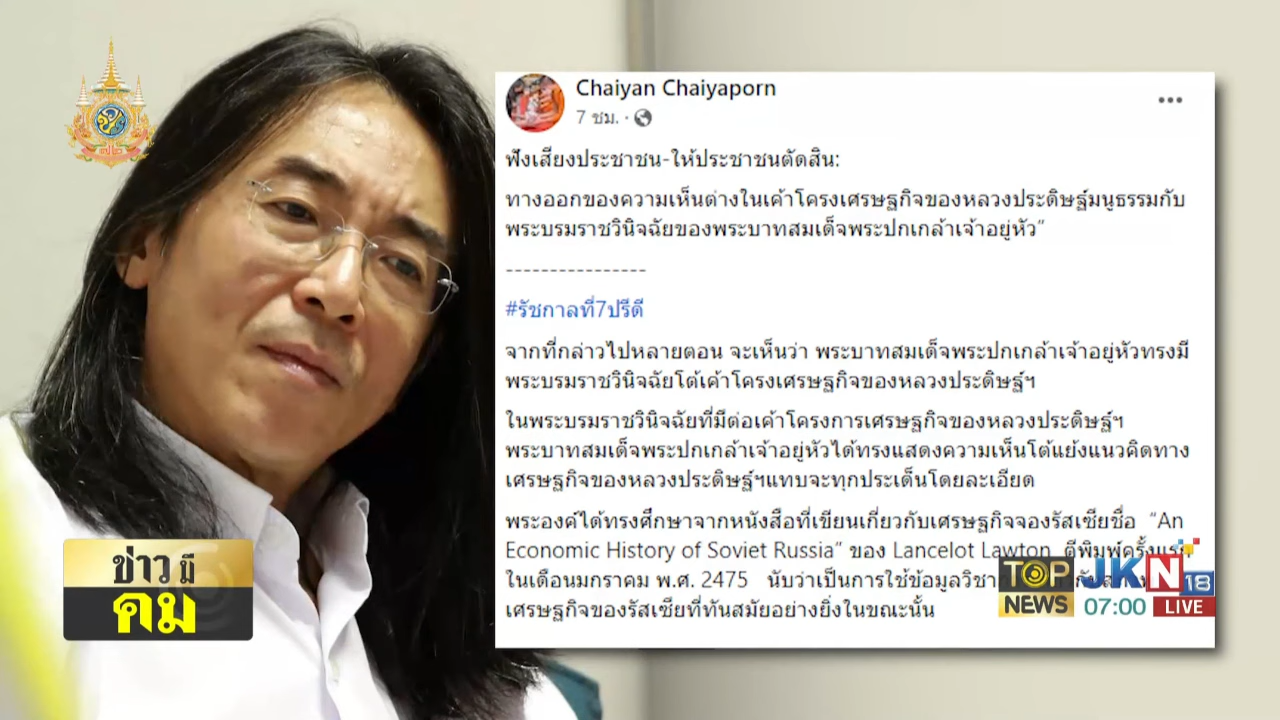 Chaiyan Chaiyaporn
7 ชม.
ฟังเสียงประชาชน-ให้ประชาชนตัดสิน:
ทางออกของความเห็นต่างในเค้าโครงเศรษฐกิจของหลวงประดิษฐ์มนูธรรมกับ
พระบรมราชวินิจฉัยของพระบาทสมเด็จพระปกเกล้าเจ้าอยู่หัว”
----------------
#รัชกาลที่7ปรีดี
จากที่กล่าวไปหลายตอน จะเห็นว่า พระบาทสมเด็จพระปกเกล้าเจ้าอยู่หัวทรงมี
พระบรมราชวินิจฉัยโต้เค้าโครงเศรษฐกิจของหลวงประดิษฐ์ฯ
ในพระบรมราชวินิจฉัยที่มีต่อเค้าโครงการเศรษฐกิจของหลวงประดิษฐ์ฯ
พระบาทสมเด็จพระปกเกล้าเจ้าอยู่หัวได้ทรงแสดงความเห็นโต้แย้งแนวคิดทาง
เศรษฐกิจของหลวงประดิษฐ์ฯแทบจะทุกประเด็นโดยละเอียด
พระองค์ได้ทรงศึกษาจากหนังสือที่เขียนเกี่ยวกับเศรษฐกิจจองรัสเซียชื่อ “An
Economic History of Soviet Russia” ของ Lancelot Lawton ตีพิมพ์ครั้งแรก
ในเดือนมกราคม พ.ศ. 2475 นับว่าเป็นการใช้ข้อมูล
เศรษฐกิจของรัสเซียที่ทันสมัยอย่างยิ่งในขณะนั้น
ข่าวมี
คม
TOP
NEWS
JKN
18
07:00
LIVE